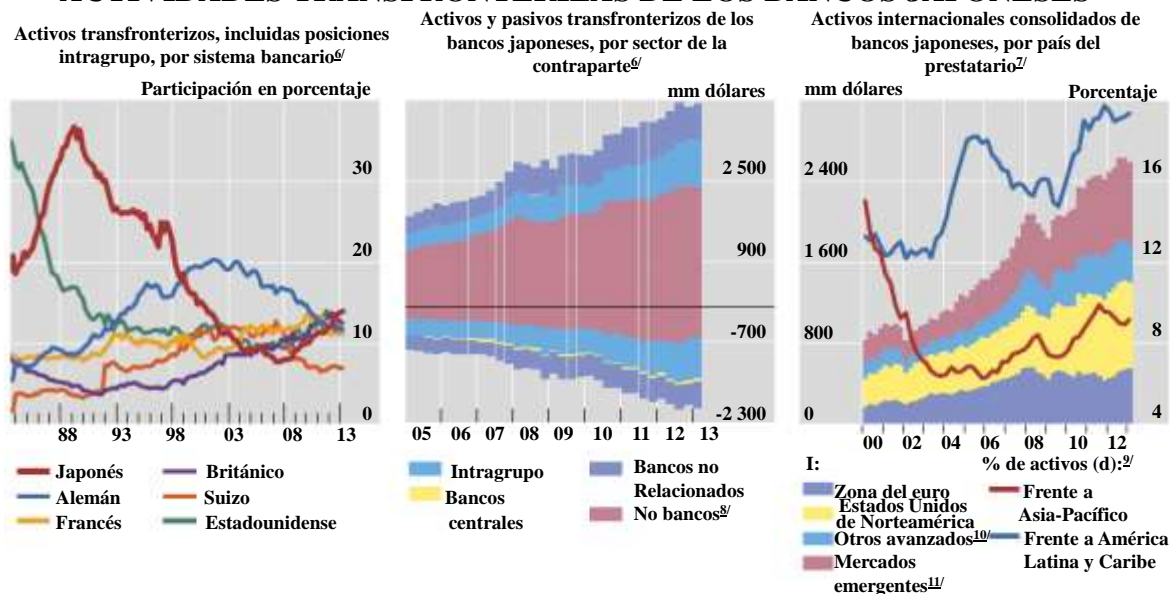 ACTIVIDADES TRANSFRONTERIZAS DE LOS BANCOS JAPONESES
Activos transfronterizos, incluidas posiciones
intragrupo, por sistema bancario6/
Participación en porcentaje
30
20
10
0
88 93 98 03 08 13
Japonés
Alemán
Francés
Británico
Suizo
Estadounidense
Activos y pasivos transfronterizos de los
bancos japoneses, por sector de la
contraparte6/
mm dólares
2 500
900
-700
-2 300
05 06 07 08 09 10 11 12 13
Intragrupo
Bancos
centrales
Bancos no
Relacionados
No bancos8/
Activos internacionales consolidados de
bancos japoneses, por país del
prestatario7/
mm dólares
Porcentaje
2 400
1 600
800
0
16
12
8
4
00 02 04 06 08 10 12
I:
Zona del euro
Estados Unidos
de Norteamérica
Otros avanzados10/
Mercados
emergentes11/
% de activos (d):9/
Frente a
Asia-Pacífico
Frente a América
Latina y Caribe